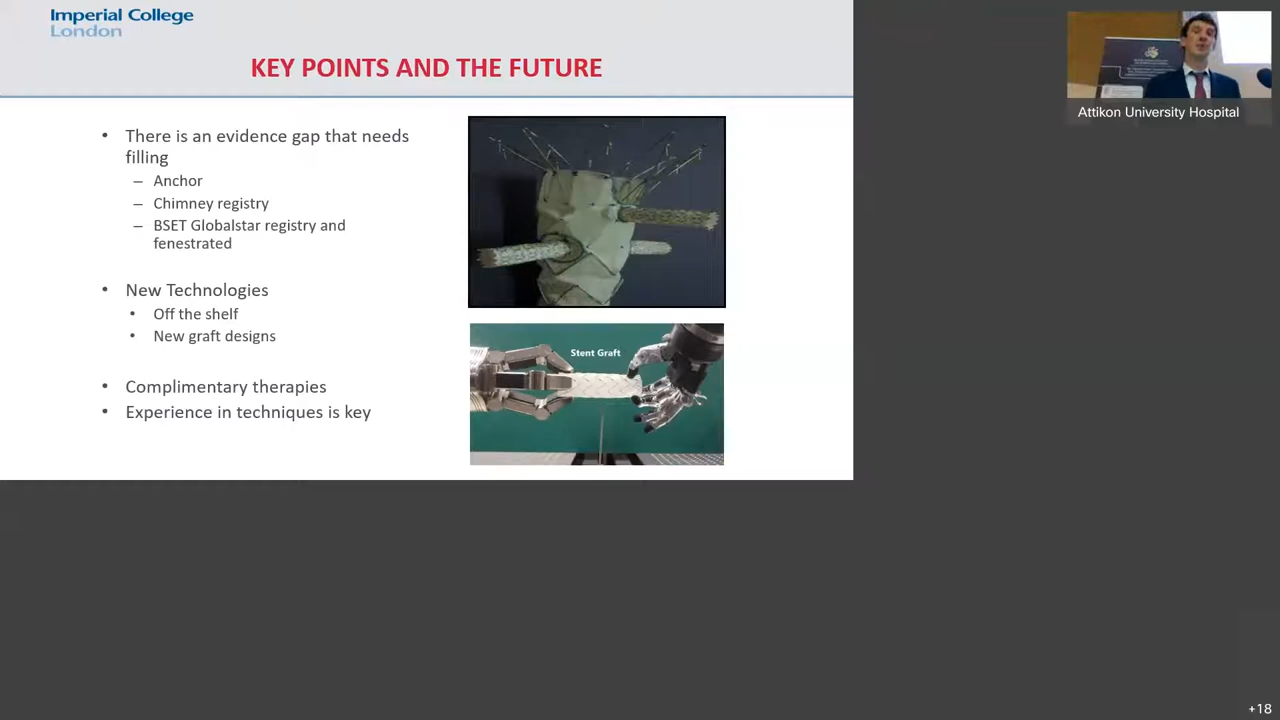 Imperial College
London
KEY POINTS AND THE FUTURE
• There is an evidence gap that needs
filling
– Anchor
– Chimney registry
– BSET Globalstar registry and
fenestrated
• New Technologies
• Off the shelf
• New graft designs
• Complimentary therapies
• Experience in techniques is key
Stent Graft
Attikon University Hospital
+18